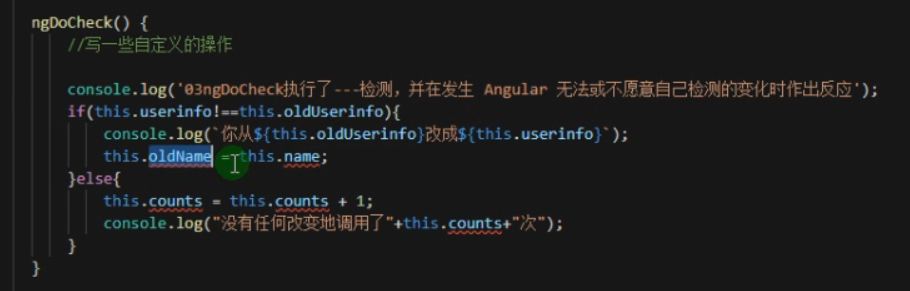 ngDoCheck() {
//写一些自定义的操作
console.log('03ngDoCheck执行了---检测，并在发生 Angular 无法或不愿意自己检测的变化时作出反应');
if(this.userinfo!==this.oldUserinfo){
console.log(`你从${this.oldUserinfo}改成${this.userinfo}`);
this.oldName = this.name;
}else{
this.counts = this.counts + 1;
console.log("没有任何改变地调用了"+this.counts+"次");
}
}